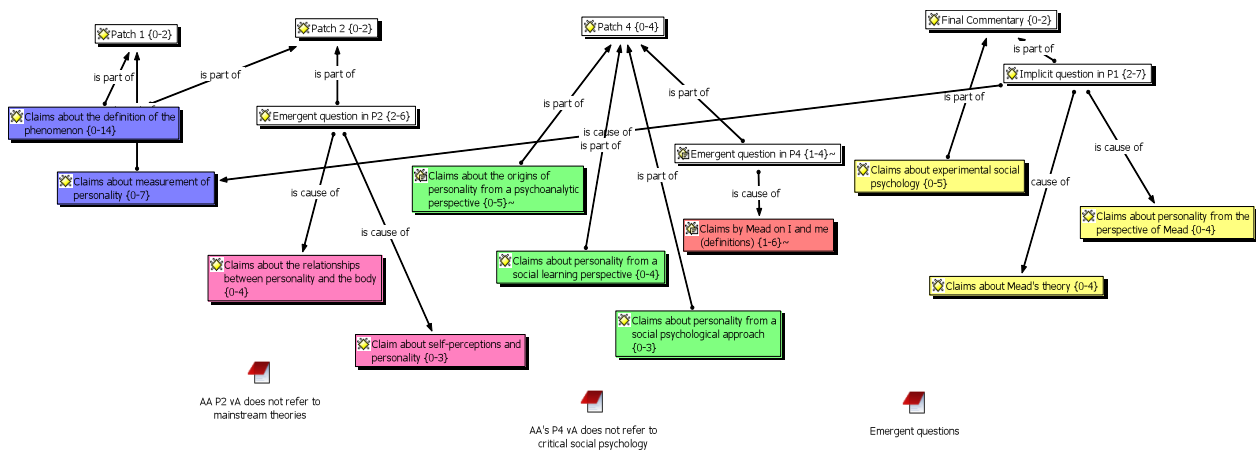 Patch 1 {0-2}
Patch 2 {0-2}
Patch 4 {0-4}
Final Commentary {0-2}
is part of
is part of
is part of
is part of
is part of
is part of
is part of
is part of
Implicit question in P1 {2-7}
Claims about the definition of the
phenomenon {0-14}
Emergent question in P2 {2-6}
is cause of
Emergent question in P4 {1-4}~
is cause of
Claims about measurement of
personality {0-7}
is cause of
Claims about the origins of
personality from a psychoanalytic
perspective {0-5}~
is cause of
Claims about experimental social
psychology {0-5}
cause of
Claims by Mead on I and me
(definitions) {1-6}~
Claims about personality from the
perspective of Mead {0-4}
is cause of
Claims about the relationships
between personality and the body
{0-4}
Claims about personality from a
social learning perspective {0-4}
Claims about Mead's theory {0-4}
Claims about personality from a
social psychological approach
{0-3}
Claim about self-perceptions and
personality {0-3}
AA P2 vA does not refer to
mainstream theories
AA's P4 vA does not refer to
critical social psychology
Emergent questions